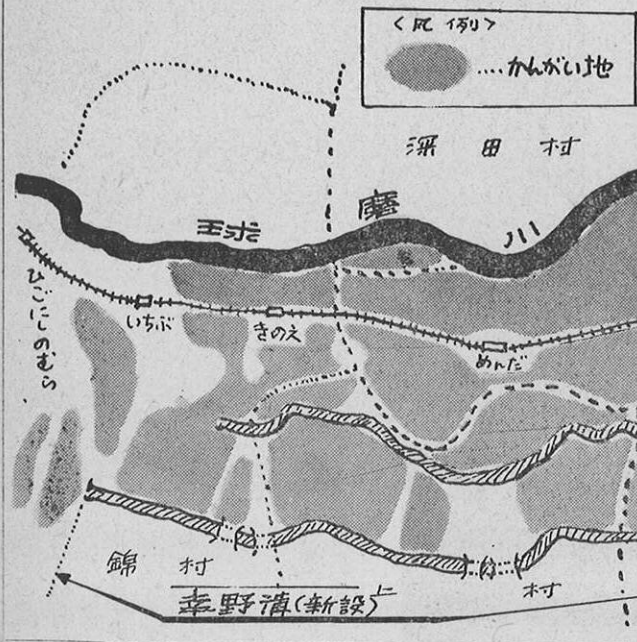 <凡例>
....かんがい地
深田村
球磨川
ひごにしのむら
いちぶ
きのえ
めんだ
錦村
上
村
幸野溝(新設)